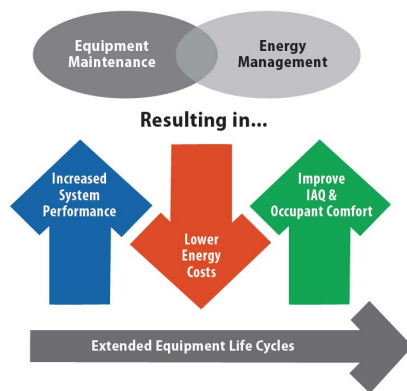 Equipment
Maintenance
Energy
Management
Resulting in...
Increased
System
Performance
Lower
Energy
Costs
Improve
IAQ &
Occupant Comfort
Extended Equipment Life Cycles